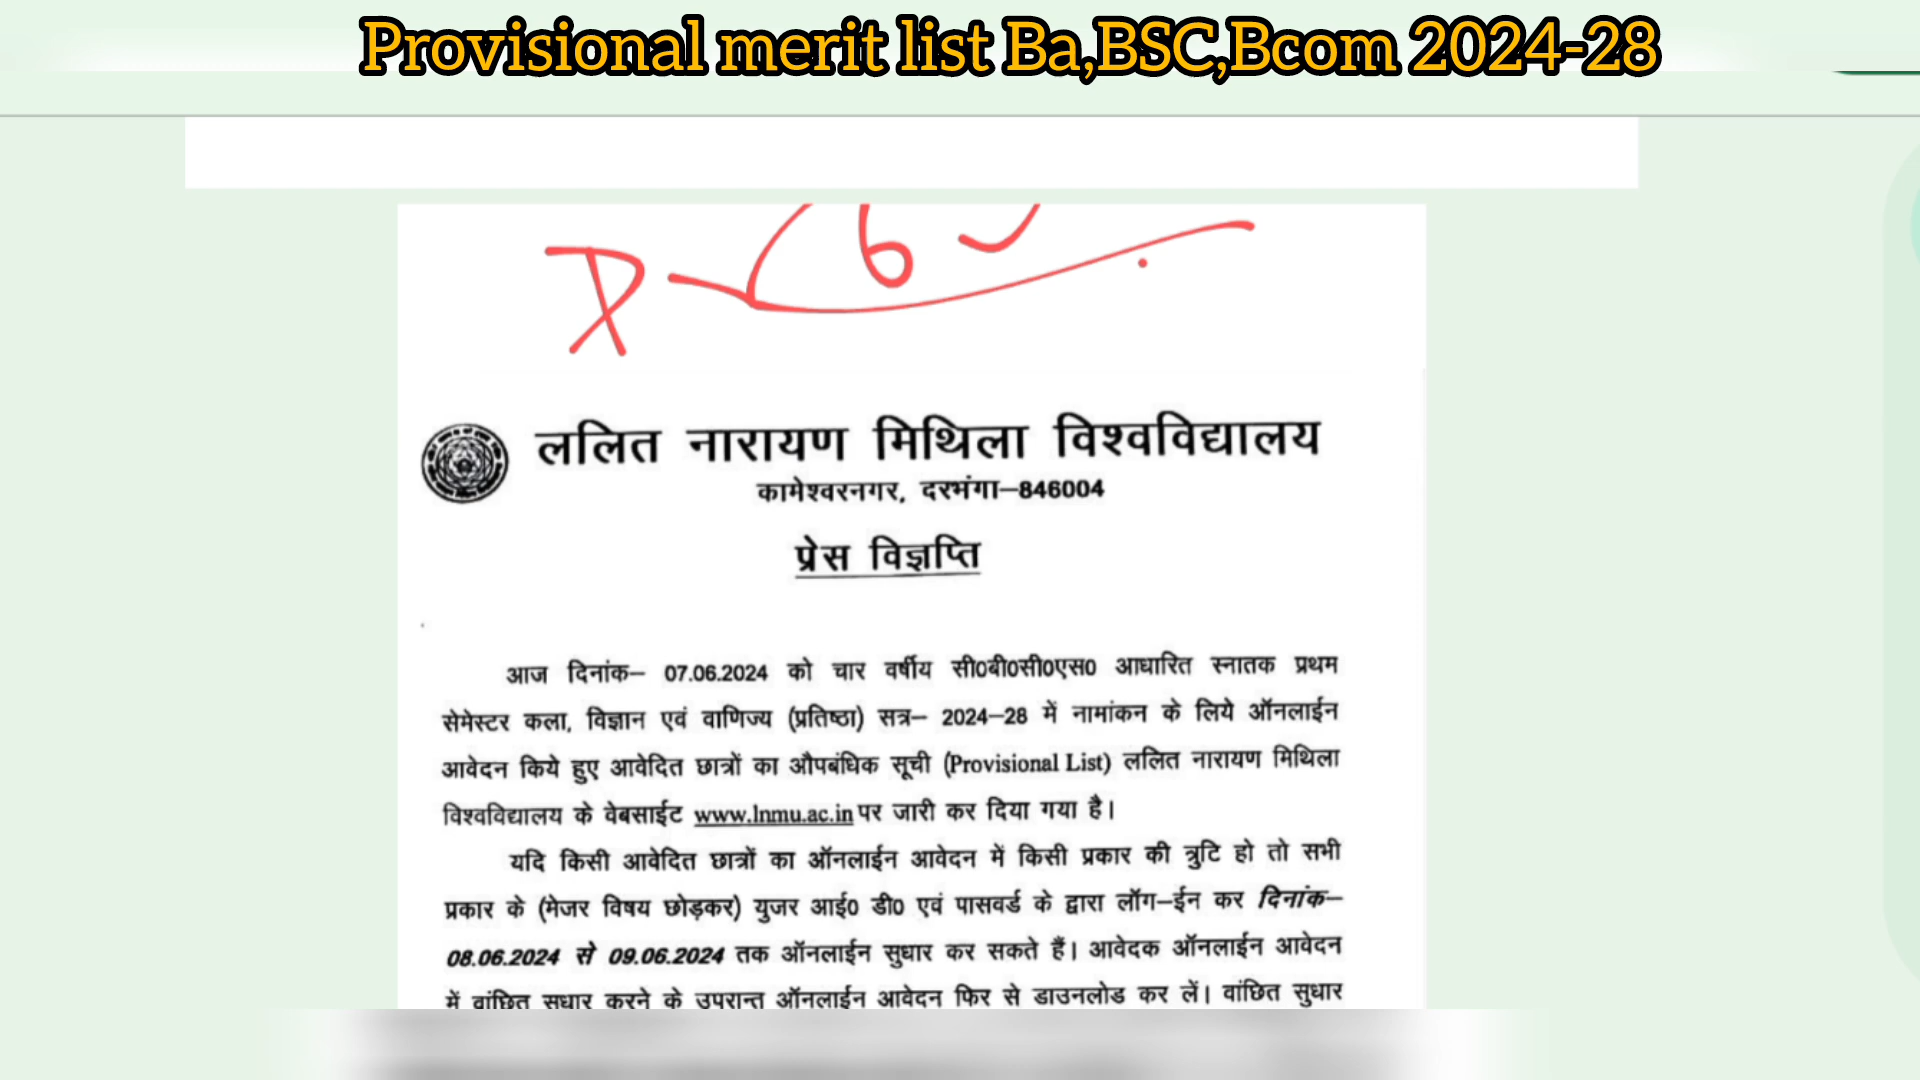 Provisional merit list Ba,BSC,Bcom 2024-28
ललित नारायण मिथिला विश्वविद्यालय
कामेश्वरनगर, दरभंगा–846004
प्रेस विज्ञप्ति
आज दिनांक– 07.06.2024 को चार वर्षीय सी0बी0सी0एस0 आधारित स्नातक प्रथम
सेमेस्टर कला, विज्ञान एवं वाणिज्य (प्रतिष्ठा) सत्र– 2024–28 में नामांकन के लिये ऑनलाईन
आवेदन किये हुए आवेदित छात्रों का औपबंधिक सूची (Provisional List) ललित नारायण मिथिला
विश्वविद्यालय के वेबसाईट www.lnmu.ac.in पर जारी कर दिया गया है।
यदि किसी आवेदित छात्रों का ऑनलाईन आवेदन में किसी प्रकार की त्रुटि हो तो सभी
प्रकार के (मेजर विषय छोड़कर) युजर आई0 डी0 एवं पासवर्ड के द्वारा लॉग–ईन कर दिनांक–
08.06.2024 से 09.06.2024 तक ऑनलाईन सुधार कर सकते हैं। आवेदक ऑनलाईन आवेदन
में वांछित सुधार करने के उपरान्त ऑनलाईन आवेदन फिर से डाउनलोड कर लें। वांछित सुधार